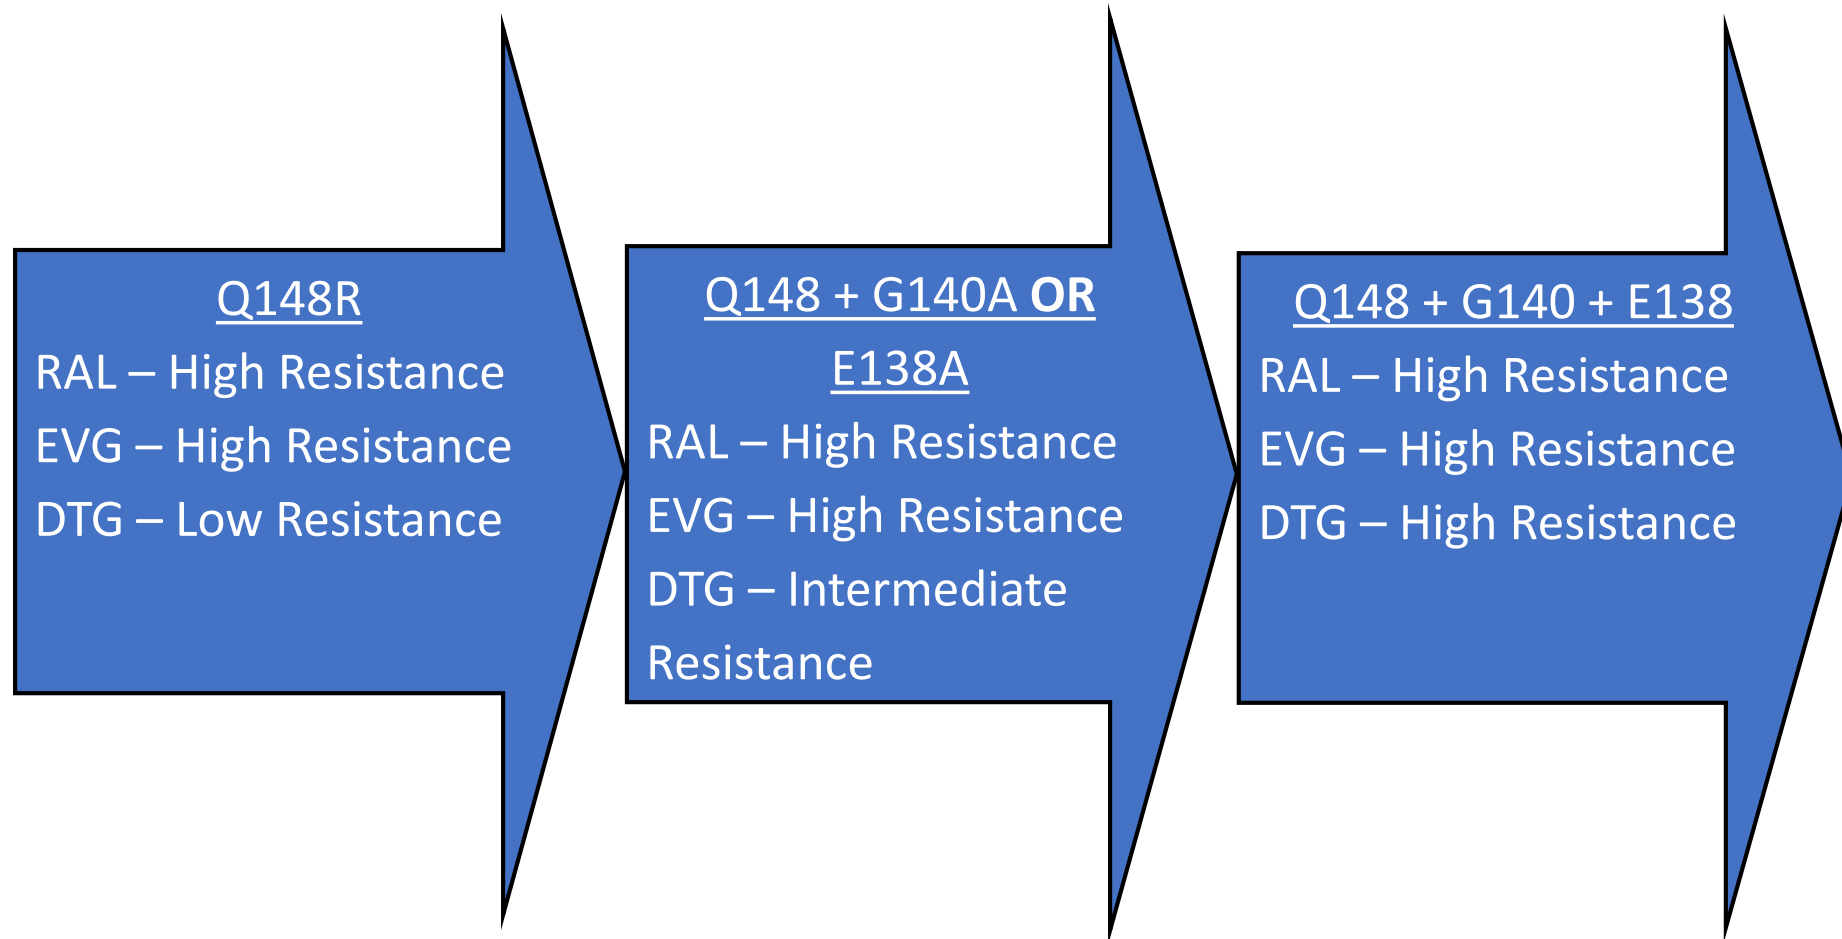 Q148R
RAL – High Resistance
EVG – High Resistance
DTG – Low Resistance
Q148 + G140A OR
E138A
RAL – High Resistance
EVG – High Resistance
DTG – Intermediate
Resistance
Q148 + G140 + E138
RAL – High Resistance
EVG – High Resistance
DTG – High Resistance